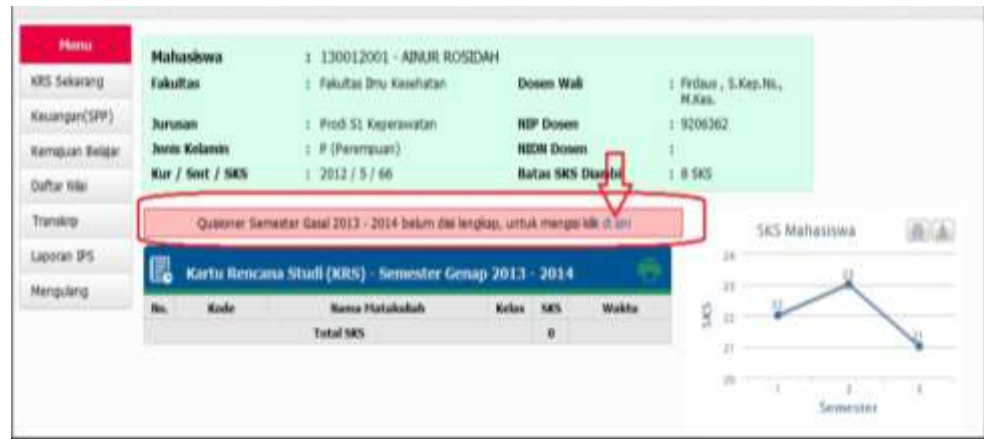 Menu
KRS Sekarang
Keuangan(SPP)
Kemajuan Belajar
Daftar Nilai
Transkrip
Laporan IPS
Mengulang
Mahasiswa : 130012001 - AINUR ROSIDAH
Fakultas : Fakultas Ilmu Kesehatan Dosen Wali : Firdaus , S.Kep.Ns., M.Kes.
Jurusan : Prodi S1 Keperawatan NIP Dosen : 9206362
Jenis Kelamin : P (Perempuan) NIDN Dosen :
Kur / Smt / SKS : 2012 / 5 / 66 Batas SKS Diambil : 8 SKS
Qusioner Semester Gasal 2013 - 2014 belum diisi lengkap, untuk mengisi klik di sini
Kartu Rencana Studi (KRS) - Semester Genap 2013 - 2014
No. Kode Nama Matakuliah Kelas SKS Waktu
Total SKS 0
SKS Mahasiswa
24
23
22
21
20
SKS
22
23
21
1 2 3
Semester